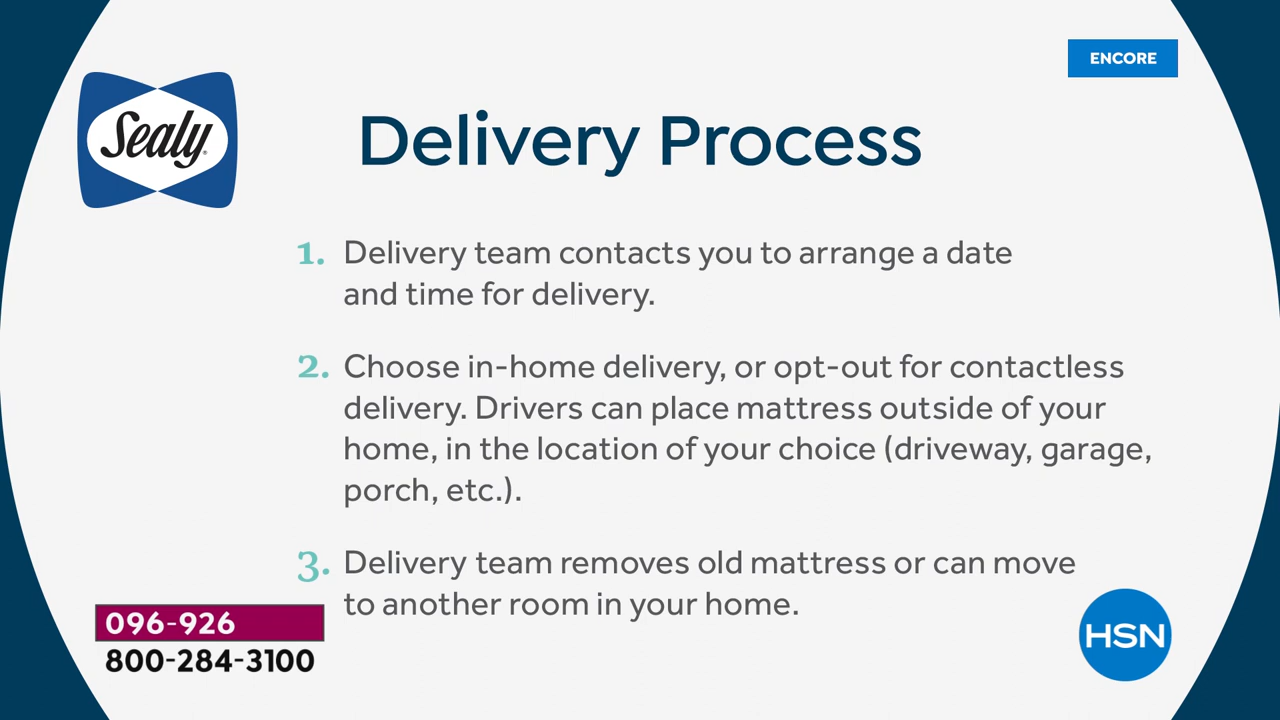 ENCORE
Sealy
Delivery Process
1. Delivery team contacts you to arrange a date
and time for delivery.
2. Choose in-home delivery, or opt-out for contactless
delivery. Drivers can place mattress outside of your
home, in the location of your choice (driveway, garage,
porch, etc.).
3. Delivery team removes old mattress or can move
to another room in your home.
096-926
800-284-3100
HSN